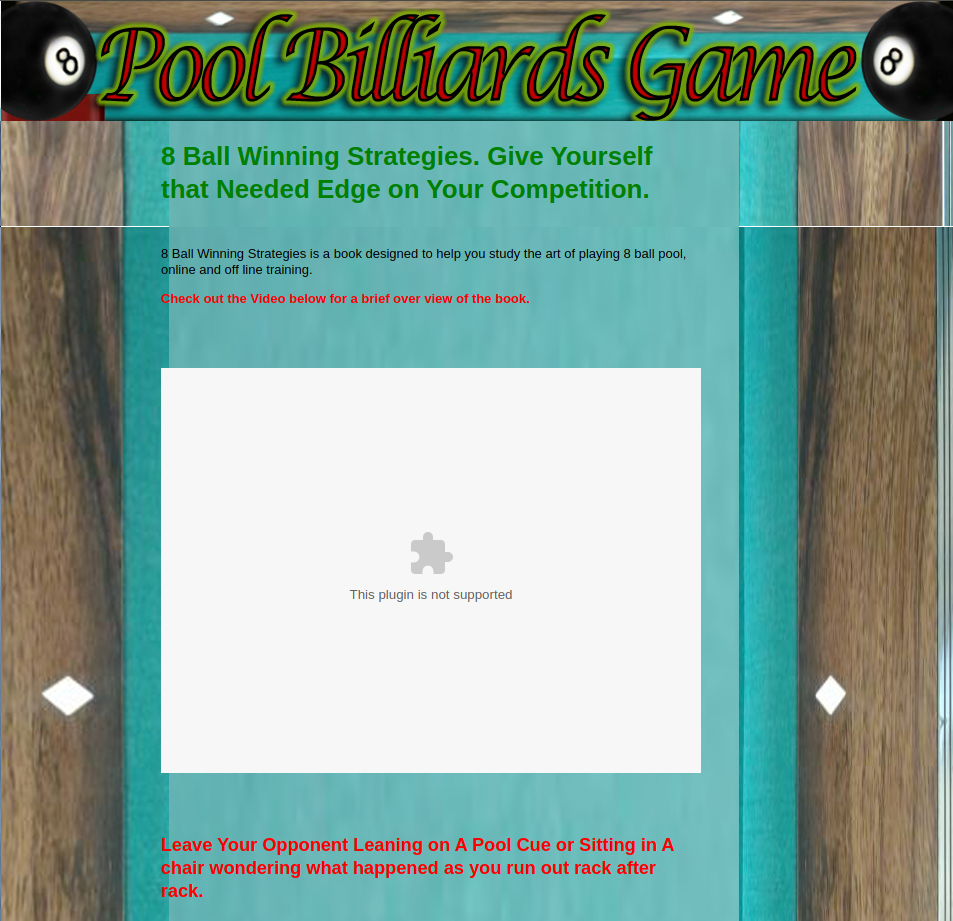 8 Pool Billiards Game 8
8 Ball Winning Strategies. Give Yourself
that Needed Edge on Your Competition.
8 Ball Winning Strategies is a book designed to help you study the art of playing 8 ball pool,
online and off line training.
Check out the Video below for a brief over view of the book.
This plugin is not supported
Leave Your Opponent Leaning on A Pool Cue or Sitting in A
chair wondering what happened as you run out rack after
rack.